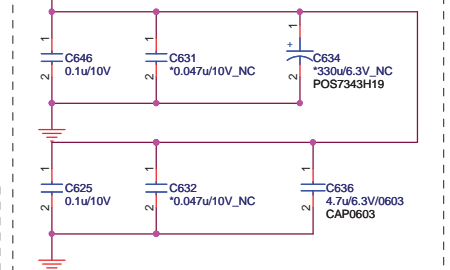 1
1
1
+
C646
C631
C634
0.1u/10V
*0.047u/10V_NC
*330u/6.3V_NC
2
2
2
POS7343H19
1
1
1
C625
C632
C636
0.1u/10V
*0.047u/10V_NC
4.7u/6.3V/0603
2
2
2
CAP0603